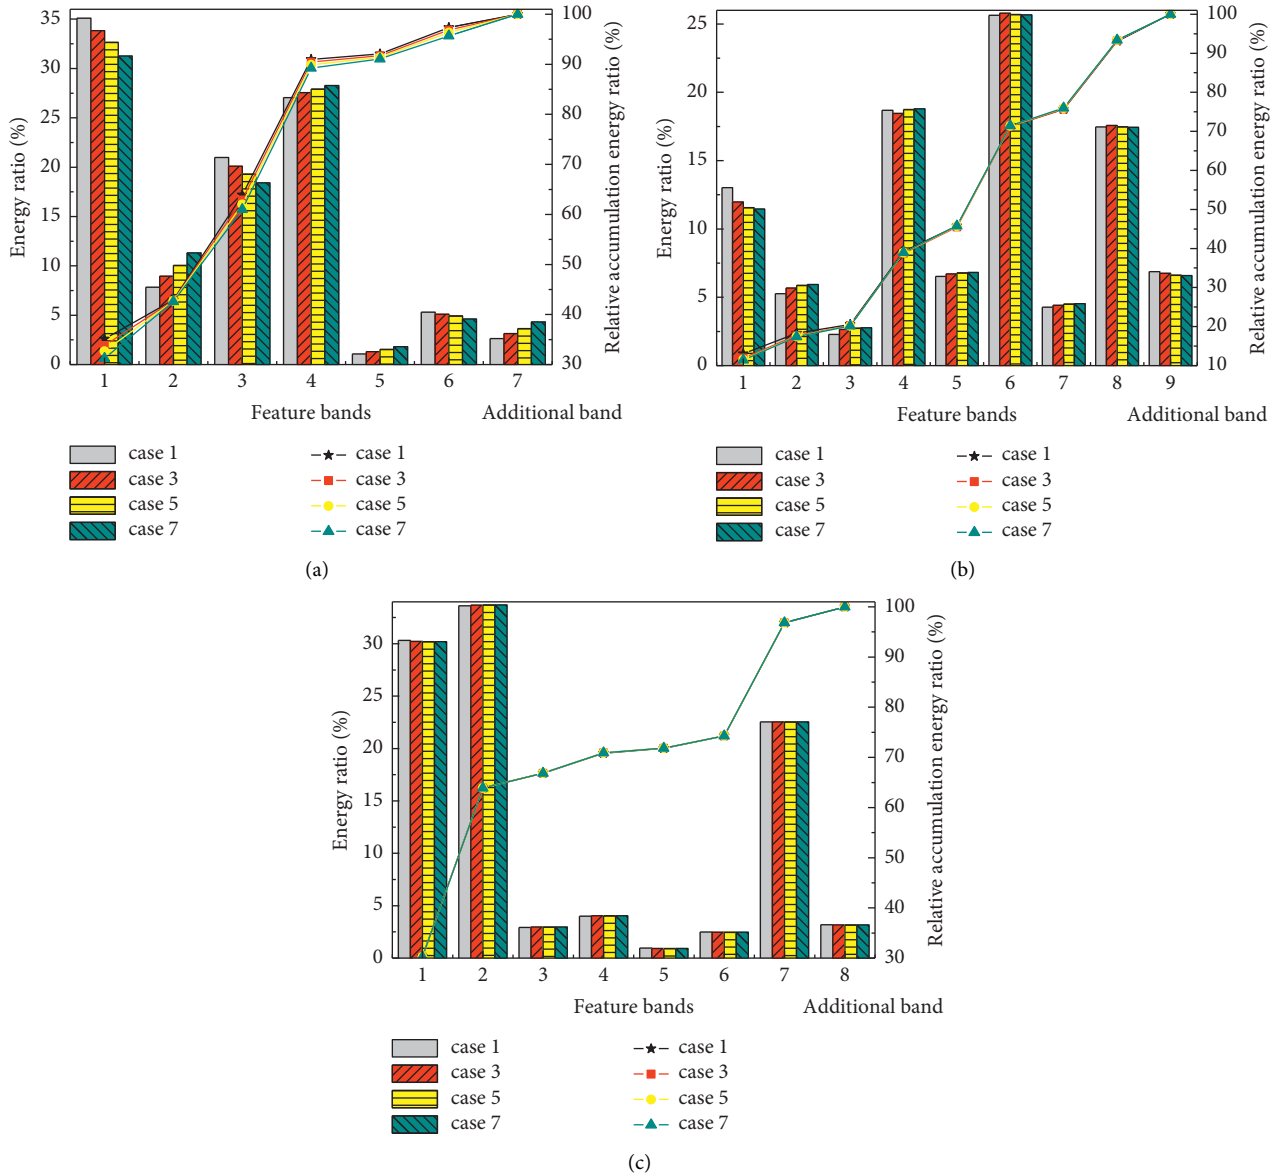 Energy ratio (%)
35
30
25
20
15
10
5
0
1 2 3 4 5 6 7
Feature bands Additional band
100
90
80
70
60
50
40
30
Relative accumulation energy ratio (%)
case 1 case 1
case 3 case 3
case 5 case 5
case 7 case 7
(a)
Energy ratio (%)
25
20
15
10
5
0
1 2 3 4 5 6 7 8 9
Feature bands Additional band
100
90
80
70
60
50
40
30
20
10
Relative accumulation energy ratio (%)
case 1 case 1
case 3 case 3
case 5 case 5
case 7 case 7
(b)
Energy ratio (%)
30
25
20
15
10
5
0
1 2 3 4 5 6 7 8
Feature bands Additional band
100
90
80
70
60
50
40
30
Relative accumulation energy ratio (%)
case 1 case 1
case 3 case 3
case 5 case 5
case 7 case 7
(c)